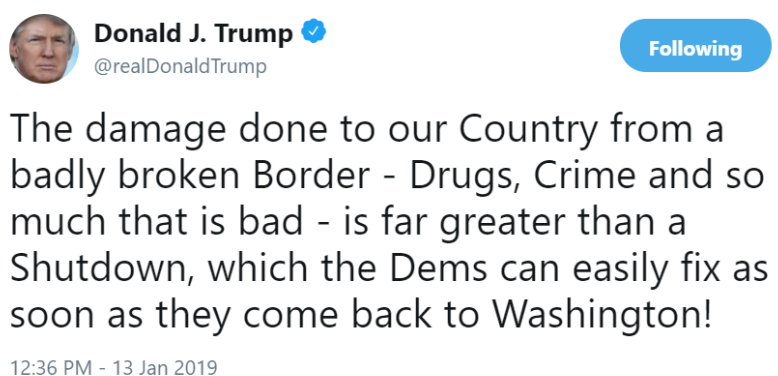 Donald J. Trump
@realDonaldTrump
Following
The damage done to our Country from a
badly broken Border - Drugs, Crime and so
much that is bad - is far greater than a
Shutdown, which the Dems can easily fix as
soon as they come back to Washington!
12:36 PM - 13 Jan 2019